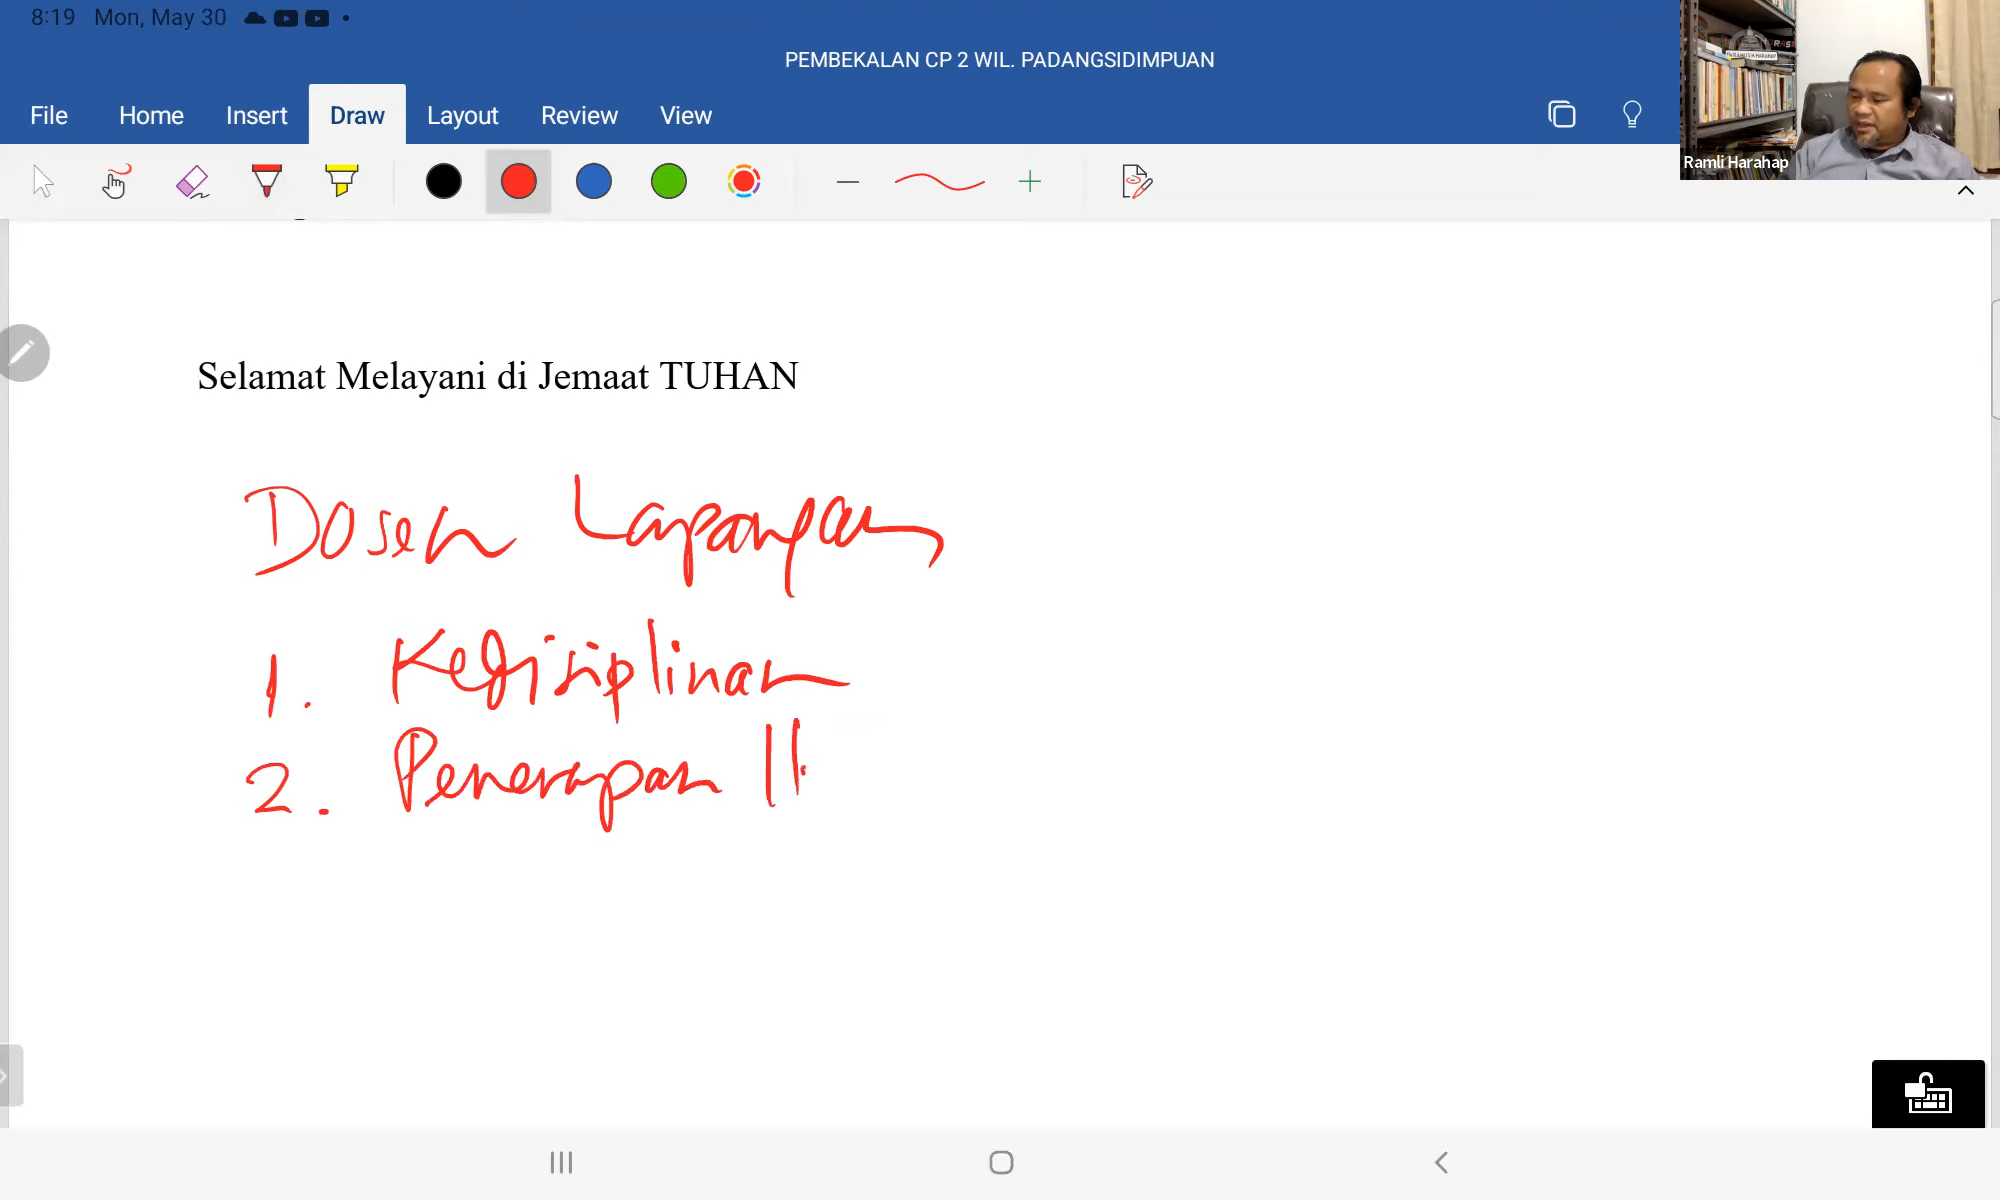 8:19 Mon, May 30
PEMBEKALAN CP 2 WIL. PADANGSIDIMPUAN
File Home Insert Draw Layout Review View
Ramli Harahap
Selamat Melayani di Jemaat TUHAN
Dosen Lapangan
1. Kedisiplinan
2. Penerapan